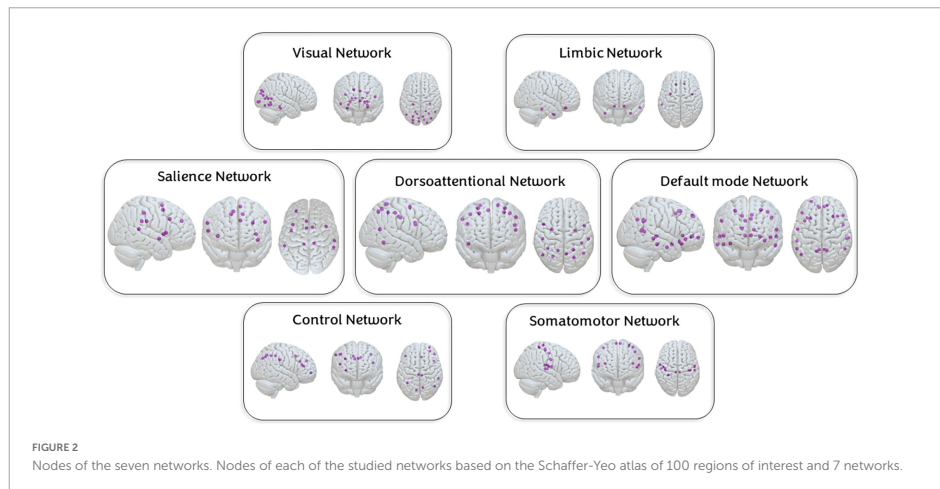 Visual Network
Limbic Network
Salience Network
Dorsoattentional Network
Default mode Network
Control Network
Somatomotor Network
FIGURE 2
Nodes of the seven networks. Nodes of each of the studied networks based on the Schaffer-Yeo atlas of 100 regions of interest and 7 networks.